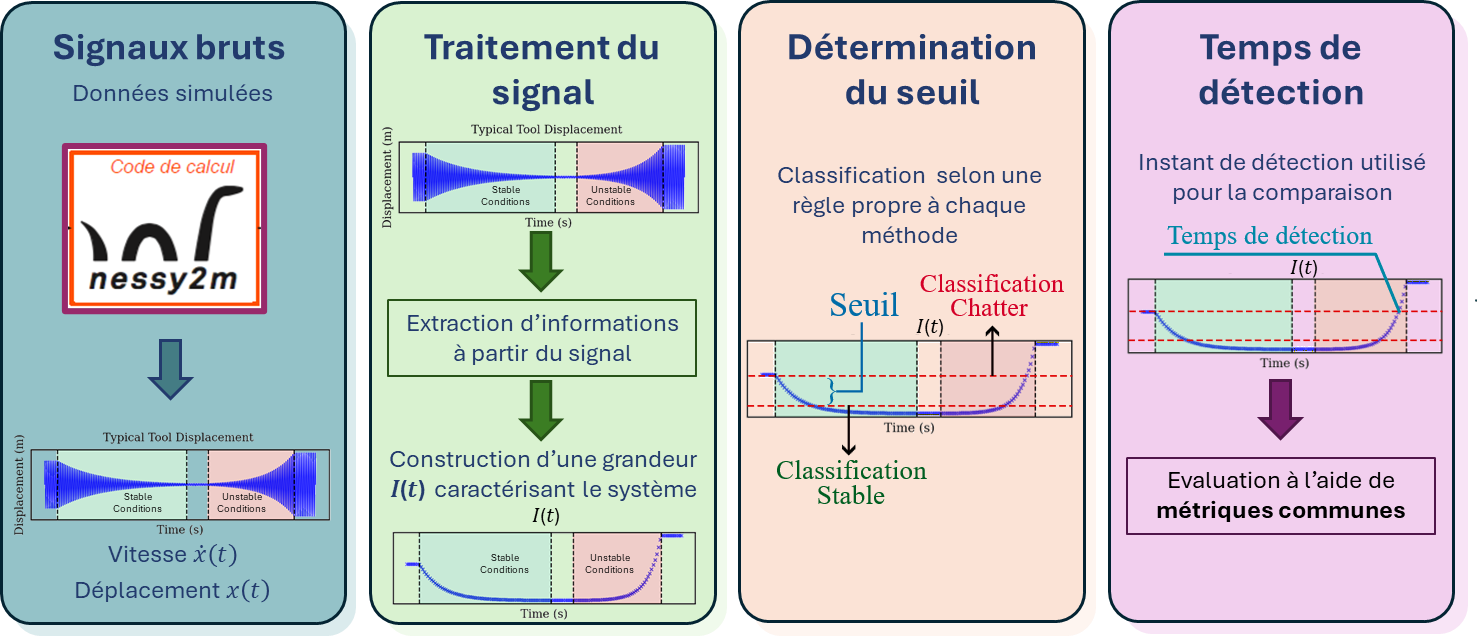 Signaux bruts
Données simulées
Code de calcul
nessy2m
Typical Tool Displacement
Displacement (m)
Stable
Conditions
Unstable
Conditions
Time (s)
Vitesse ẋ(t)
Déplacement x(t)
Traitement du
signal
Typical Tool Displacement
Displacement (m)
Stable
Conditions
Unstable
Conditions
Time (s)
Extraction d’informations
à partir du signal
Construction d’une grandeur
I(t) caractérisant le système
I(t)
Stable
Conditions
Unstable
Conditions
Time (s)
Détermination
du seuil
Classification selon une
règle propre à chaque
méthode
Classification
Chatter
Seuil
I(t)
Time (s)
Classification
Stable
Temps de
détection
Instant de détection utilisé
pour la comparaison
Temps de détection
I(t)
Time (s)
Evaluation à l’aide de
métriques communes